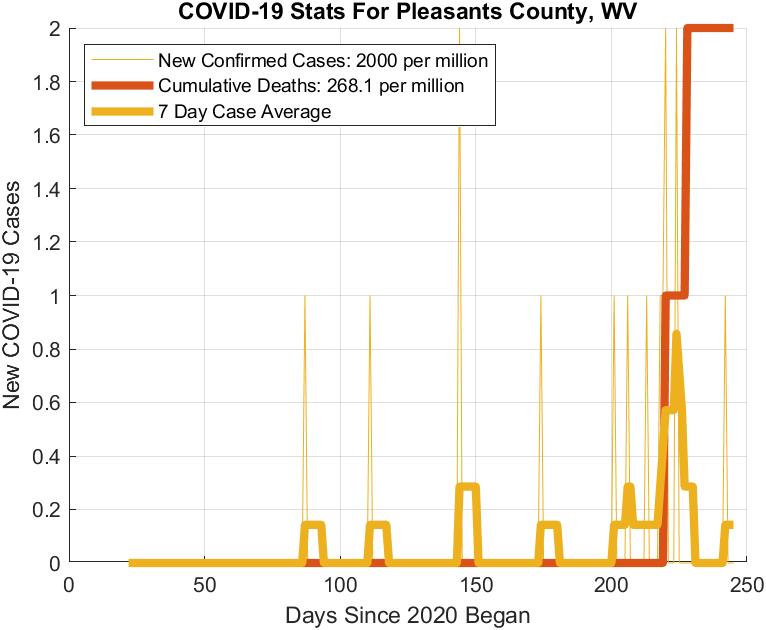 COVID-19 Stats For Pleasants County, WV
New Confirmed Cases: 2000 per million
Cumulative Deaths: 268.1 per million
7 Day Case Average
New COVID-19 Cases
2
1.8
1.6
1.4
1.2
1
0.8
0.6
0.4
0.2
0
0 50 100 150 200 250
Days Since 2020 Began